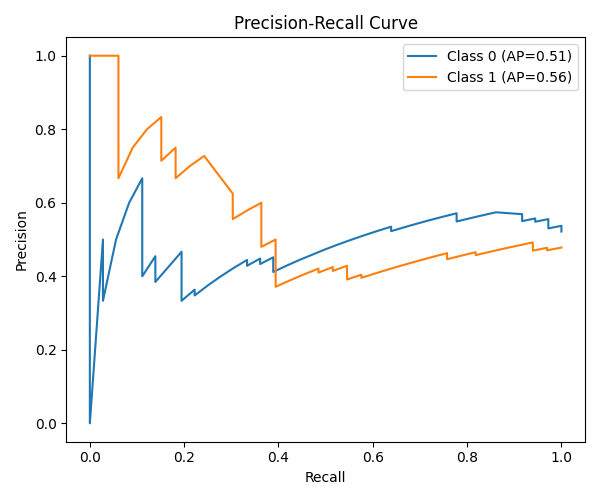 Precision-Recall Curve
Class 0 (AP=0.51)
Class 1 (AP=0.56)
Precision
1.0
0.8
0.6
0.4
0.2
0.0
0.0 0.2 0.4 0.6 0.8 1.0
Recall